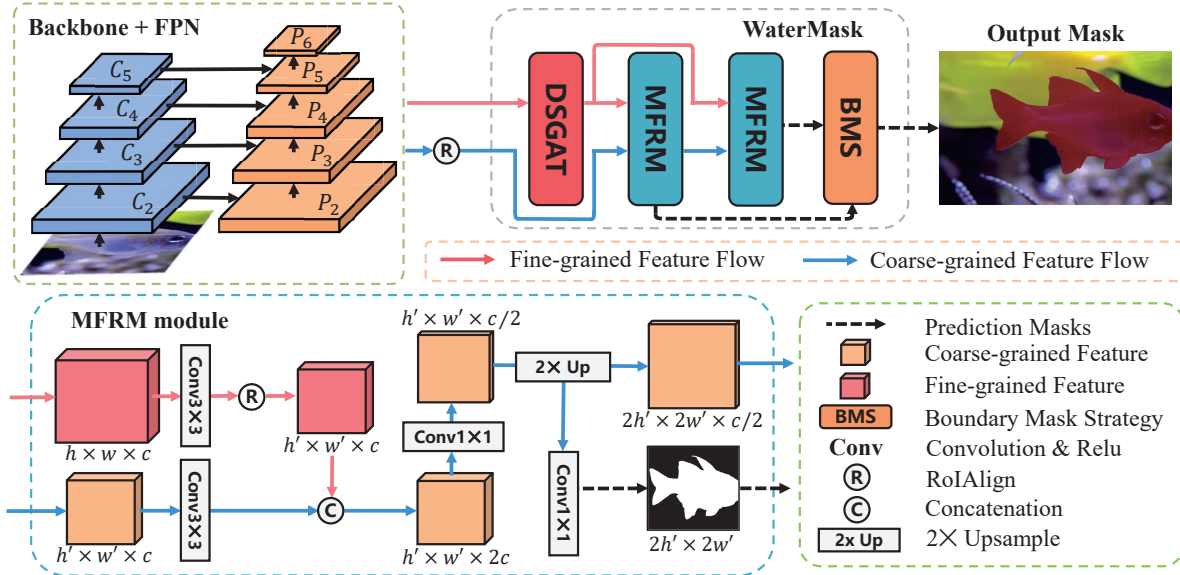 Backbone + FPN
C₅
C₄
C₃
C₂
P₆
P₅
P₄
P₃
P₂
R
WaterMask
DSGAT
MFRM
MFRM
BMS
Output Mask
Fine-grained Feature Flow
Coarse-grained Feature Flow
MFRM module
h × w × c
Conv3×3
R
h′ × w′ × c
h′ × w′ × c
Conv3×3
C
h′ × w′ × c/2
Conv1×1
h′ × w′ × 2c
2× Up
Conv1×1
2h′ × 2w′ × c/2
2h′ × 2w′
Prediction Masks
Coarse-grained Feature
Fine-grained Feature
BMS Boundary Mask Strategy
Conv Convolution & Relu
R RoIAlign
C Concatenation
2x Up 2× Upsample